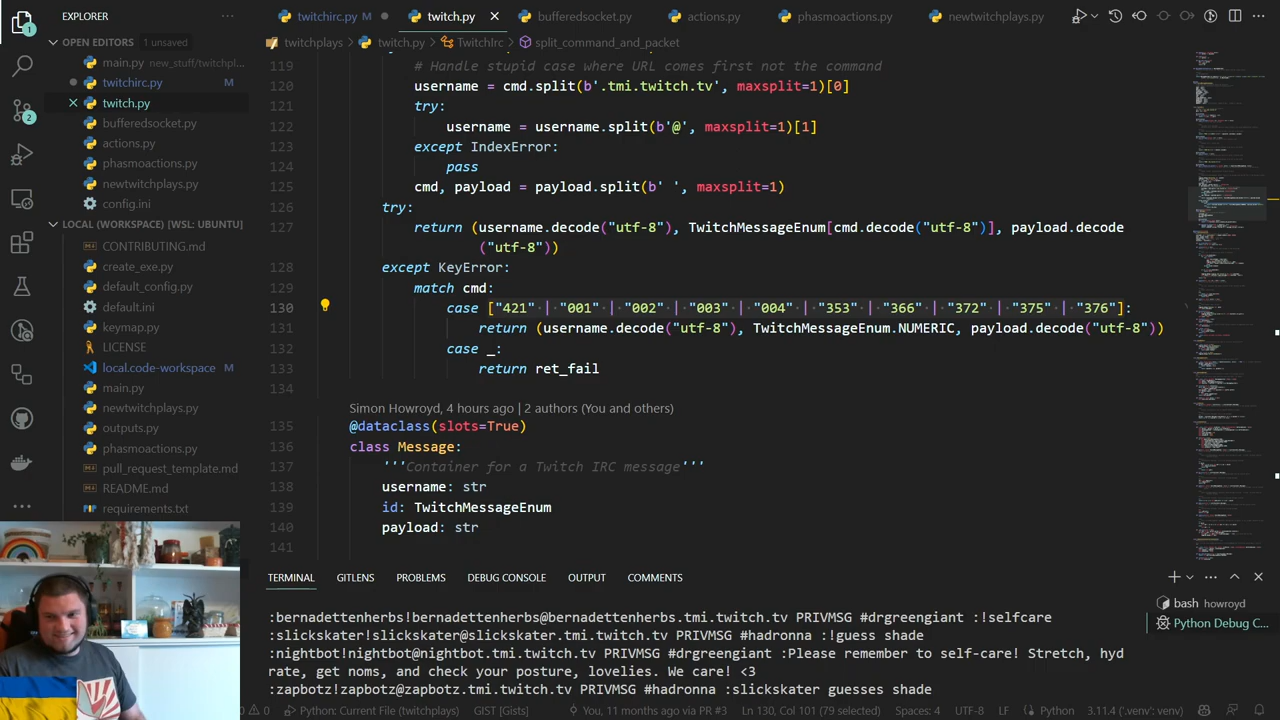 EXPLORER
OPEN EDITORS 1 unsaved
main.py new_stuff/twitchpl...
twitchirc.py M
twitch.py
bufferedsocket.py
actions.py
phasmoactions.py
newtwitchplays.py
config.ini
LOCAL (WORKSPACE) [WSL: UBUNTU]
CONTRIBUTING.md
create_exe.py
default_config.py
default.ini
keymap.py
LICENSE
local.code-workspace M
main.py
newtwitchplays.py
outputs.py
phasmoactions.py
pull_request_template.md
README.md
requirements.txt
twitchirc.py M
twitch.py
bufferedsocket.py
actions.py
phasmoactions.py
newtwitchplays.py
twitchplays > twitch.py > TwitchIrc > split_command_and_packet
119 # Handle stupid case where URL comes first not the command
120 username = cmd.split(b'.tmi.twitch.tv', maxsplit=1)[0]
121 try:
122 username = username.split(b'@', maxsplit=1)[1]
123 except IndexError:
124 pass
125 cmd, payload = payload.split(b' ', maxsplit=1)
126 try:
127 return (username.decode("utf-8"), TwitchMessageEnum[cmd.decode("utf-8")], payload.decode
("utf-8"))
128 except KeyError:
129 match cmd:
130 case ["421" | "001" | "002" | "003" | "004" | "353" | "366" | "372" | "375" | "376"]:
131 return (username.decode("utf-8"), TwitchMessageEnum.NUMERIC, payload.decode("utf-8"))
132 case _:
133 return ret_fail
134
Simon Howroyd, 4 hours ago | 2 authors (You and others)
135 @dataclass(slots=True)
136 class Message:
137 '''Container for a Twitch IRC message'''
138 username: str
139 id: TwitchMessageEnum
140 payload: str
141
TERMINAL GITLENS PROBLEMS DEBUG CONSOLE OUTPUT COMMENTS
:bernadettenherbs!bernadettenherbs@bernadettenherbs.tmi.twitch.tv PRIVMSG #drgreengiant :!selfcare
:slickskater!slickskater@slickskater.tmi.twitch.tv PRIVMSG #hadronna :!guess shade
:nightbot!nightbot@nightbot.tmi.twitch.tv PRIVMSG #drgreengiant :Please remember to self-care! Stretch, hyd
rate, get noms, and check your posture, lovelies. We care! <3
:zapbotz!zapbotz@zapbotz.tmi.twitch.tv PRIVMSG #hadronna :slickskater guesses shade
bash howroyd
Python Debug C...
0 Python: Current File (twitchplays) GIST [Gists] You, 11 months ago via PR #3 Ln 130, Col 101 (79 selected) Spaces: 4 UTF-8 LF Python 3.11.4 ('.venv': venv)